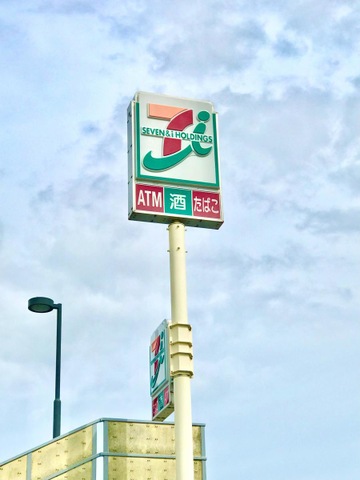 SEVEN & i HOLDINGS
ATM 酒 たばこ